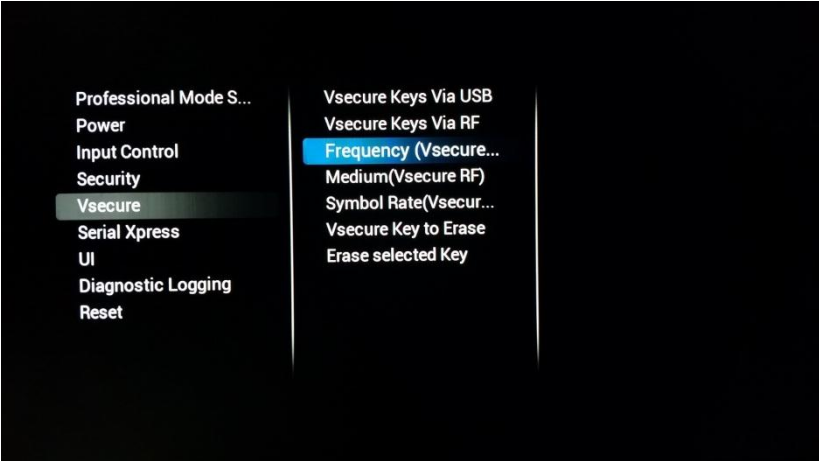 Professional Mode S...
Power
Input Control
Security
Vsecure
Serial Xpress
UI
Diagnostic Logging
Reset
Vsecure Keys Via USB
Vsecure Keys Via RF
Frequency (Vsecure...
Medium(Vsecure RF)
Symbol Rate(Vsecur...
Vsecure Key to Erase
Erase selected Key